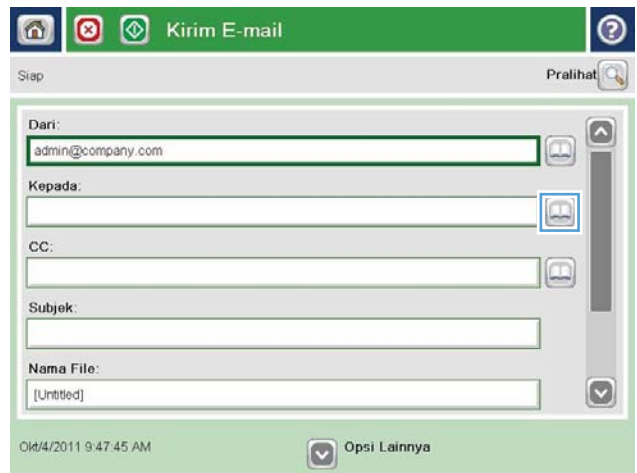 Kirim E-mail
?
Siap
Pralihat
Dari:
admin@company.com
Kepada:
CC:
Subjek:
Nama File:
[Untitled]
Okt/4/2011 9:47:45 AM
Opsi Lainnya